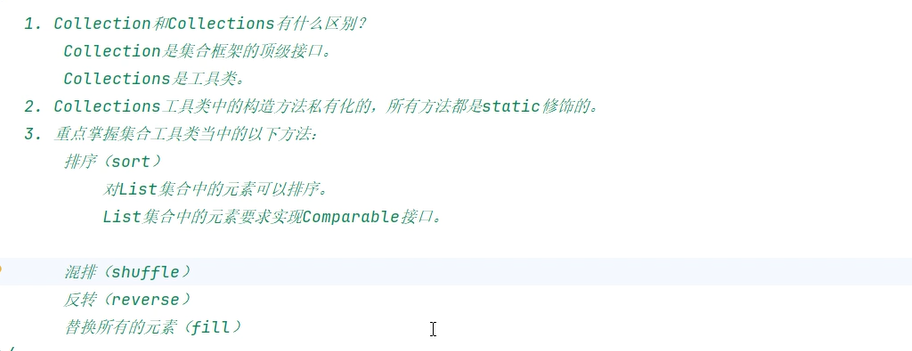 1. Collection和Collections有什么区别?
Collection是集合框架的顶级接口。
Collections是工具类。
2. Collections工具类中的构造方法私有化的，所有方法都是static修饰的。
3. 重点掌握集合工具类当中的以下方法：
排序（sort）
对List集合中的元素可以排序。
List集合中的元素要求实现Comparable接口。
混排（shuffle）
反转（reverse）
替换所有的元素（fill）